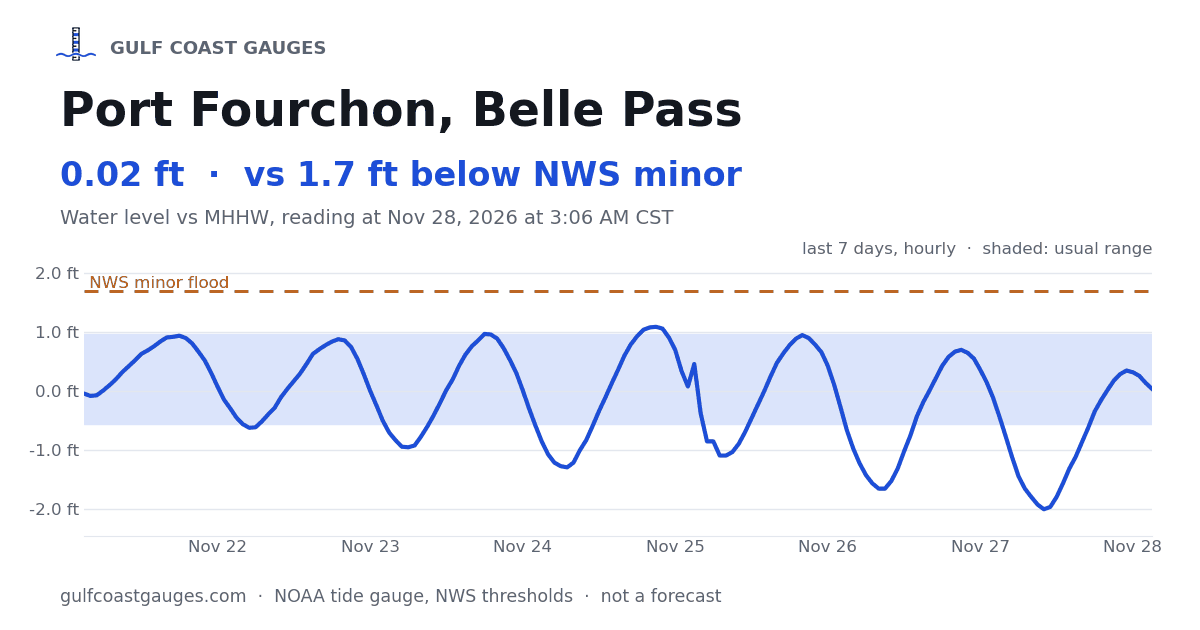 GULF COAST GAUGES
Port Fourchon, Belle Pass
0.02 ft · vs 1.7 ft below NWS minor
Water level vs MHHW, reading at Nov 28, 2026 at 3:06 AM CST
last 7 days, hourly · shaded: usual range
2.0 ft
NWS minor flood
1.0 ft
0.0 ft
-1.0 ft
-2.0 ft
Nov 22 Nov 23 Nov 24 Nov 25 Nov 26 Nov 27 Nov 28
gulfcoastgauges.com · NOAA tide gauge, NWS thresholds · not a forecast